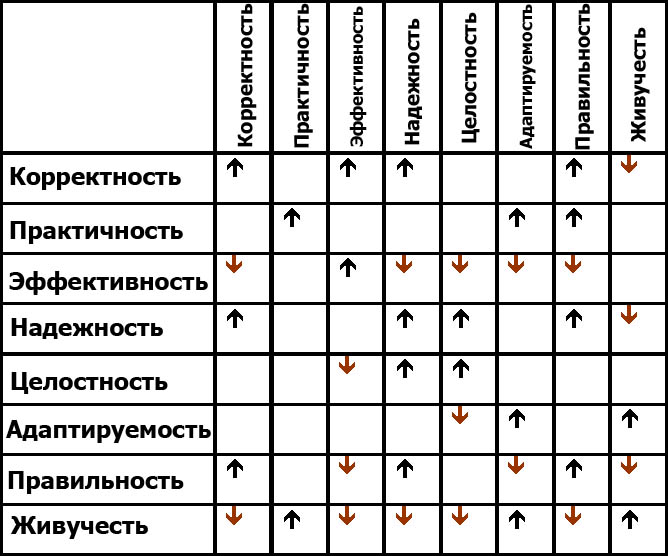 Корректность
Практичность
Эффективность
Надежность
Целостность
Адаптируемость
Правильность
Живучесть
Корректность ↑ ↑ ↑ ↑ ↓
Практичность ↑ ↑ ↑
Эффективность ↓ ↑ ↓ ↓ ↓ ↓
Надежность ↑ ↑ ↑ ↑ ↓
Целостность ↓ ↑ ↑
Адаптируемость ↓ ↑ ↑
Правильность ↑ ↓ ↑ ↓ ↑ ↓
Живучесть ↓ ↑ ↓ ↓ ↓ ↑ ↓ ↑